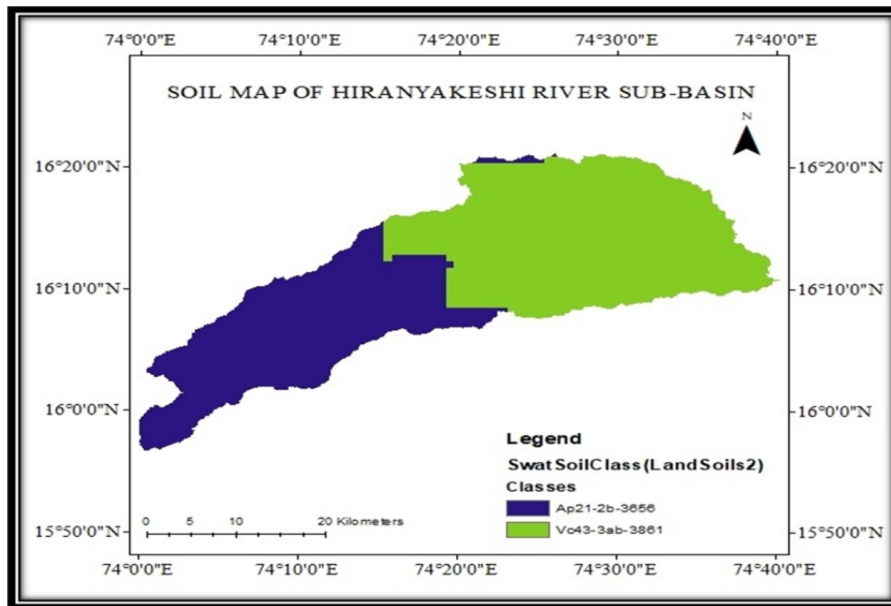 74°0'0"E 74°10'0"E 74°20'0"E 74°30'0"E 74°40'0"E
SOIL MAP OF HIRANYAKESHI RIVER SUB-BASIN
N
16°20'0"N 16°20'0"N
16°10'0"N 16°10'0"N
16°0'0"N 16°0'0"N
Legend
SwatSoilClass(LandSoils2)
Classes
Ap21-2b-3656
Vc43-3ab-3861
0 5 10 20 Kilometers
15°50'0"N 15°50'0"N
74°0'0"E 74°10'0"E 74°20'0"E 74°30'0"E 74°40'0"E